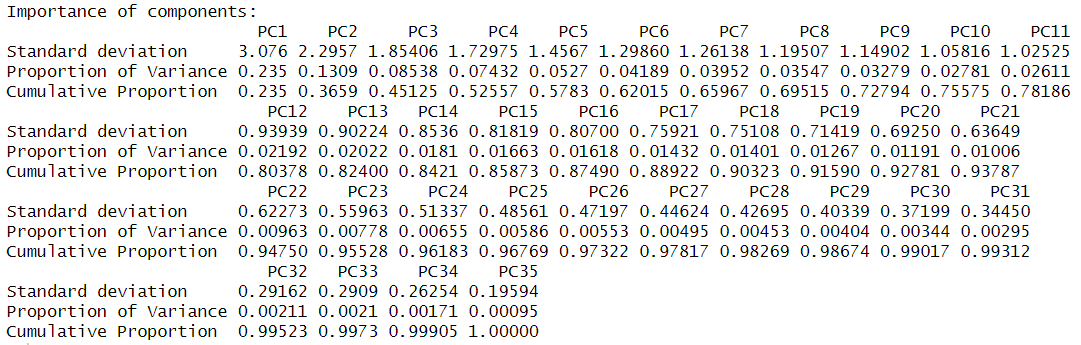 Importance of components:
PC1 PC2 PC3 PC4 PC5 PC6 PC7 PC8 PC9 PC10 PC11
Standard deviation 3.076 2.2957 1.85406 1.72975 1.4567 1.29860 1.26138 1.19507 1.14902 1.05816 1.02525
Proportion of Variance 0.235 0.1309 0.08538 0.07432 0.0527 0.04189 0.03952 0.03547 0.03279 0.02781 0.02611
Cumulative Proportion 0.235 0.3659 0.45125 0.52557 0.5783 0.62015 0.65967 0.69515 0.72794 0.75575 0.78186
PC12 PC13 PC14 PC15 PC16 PC17 PC18 PC19 PC20 PC21
Standard deviation 0.93939 0.90224 0.8536 0.81819 0.80700 0.75921 0.75108 0.71419 0.69250 0.63649
Proportion of Variance 0.02192 0.02022 0.0181 0.01663 0.01618 0.01432 0.01401 0.01267 0.01191 0.01006
Cumulative Proportion 0.80378 0.82400 0.8421 0.85873 0.87490 0.88922 0.90323 0.91590 0.92781 0.93787
PC22 PC23 PC24 PC25 PC26 PC27 PC28 PC29 PC30 PC31
Standard deviation 0.62273 0.55963 0.51337 0.48561 0.47197 0.44624 0.42695 0.40339 0.37199 0.34450
Proportion of Variance 0.00963 0.00778 0.00655 0.00586 0.00553 0.00495 0.00453 0.00404 0.00344 0.00295
Cumulative Proportion 0.94750 0.95528 0.96183 0.96769 0.97322 0.97817 0.98269 0.98674 0.99017 0.99312
PC32 PC33 PC34 PC35
Standard deviation 0.29162 0.2909 0.26254 0.19594
Proportion of Variance 0.00211 0.0021 0.00171 0.00095
Cumulative Proportion 0.99523 0.9973 0.99905 1.00000